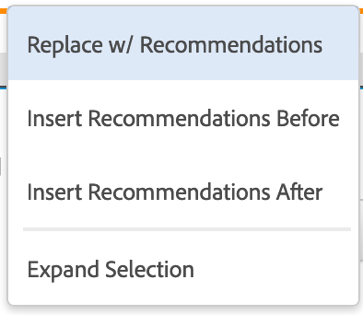 Replace w/ Recommendations
Insert Recommendations Before
Insert Recommendations After
Expand Selection